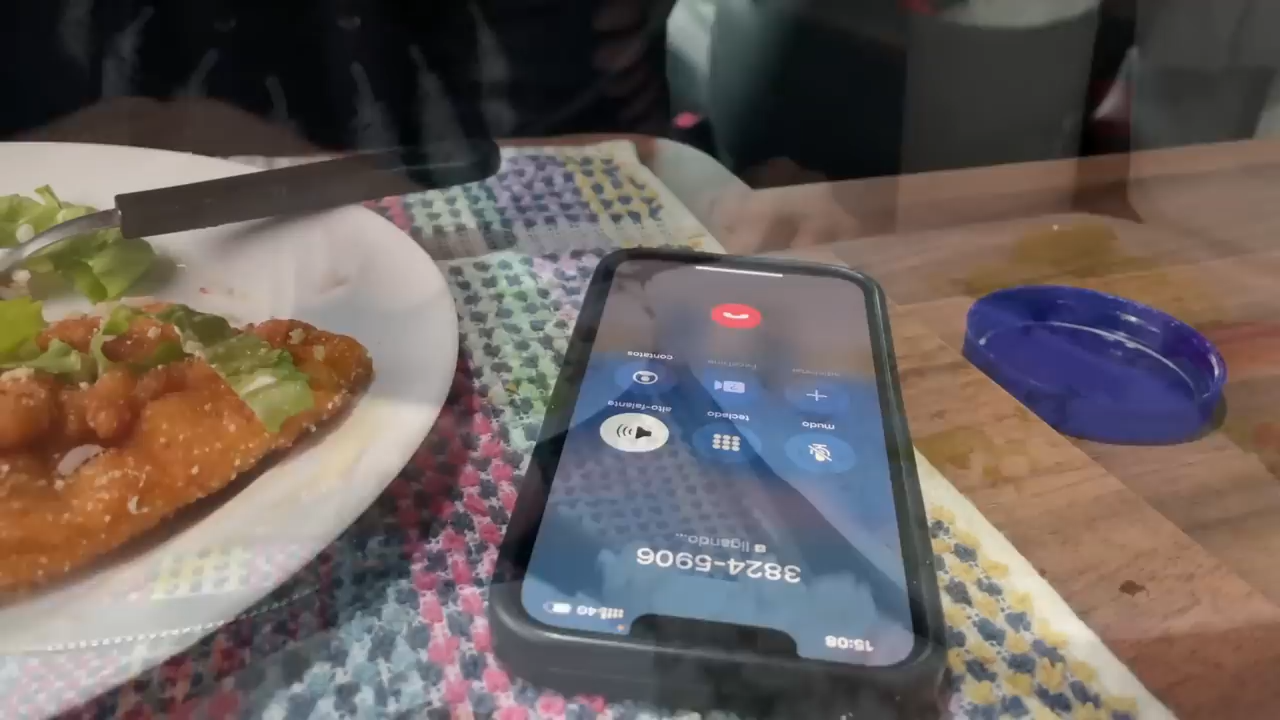 15:08
4G
3824-5906
ligando...
mudo
teclado
alto-falante
FaceTime
contatos